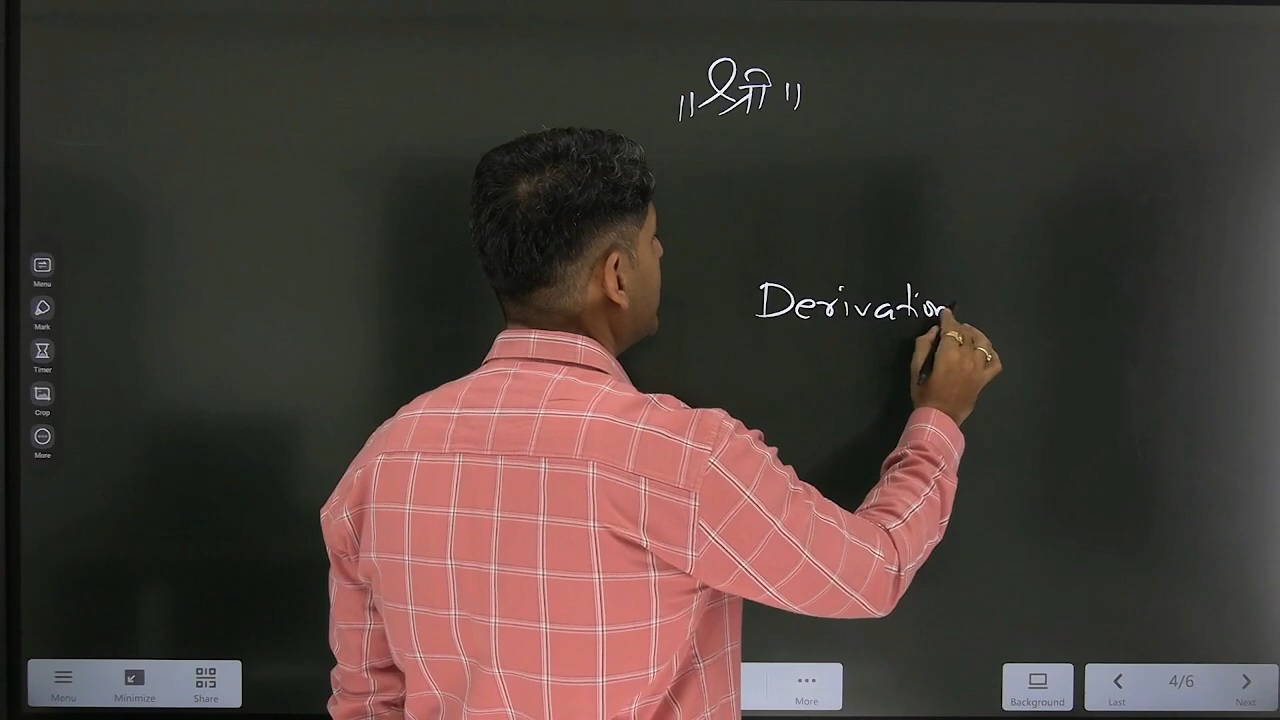 ॥ श्री ॥
Derivation
Menu
Mark
Timer
Crop
More
Menu
Minimize
Share
More
Background
Last
4/6
Next